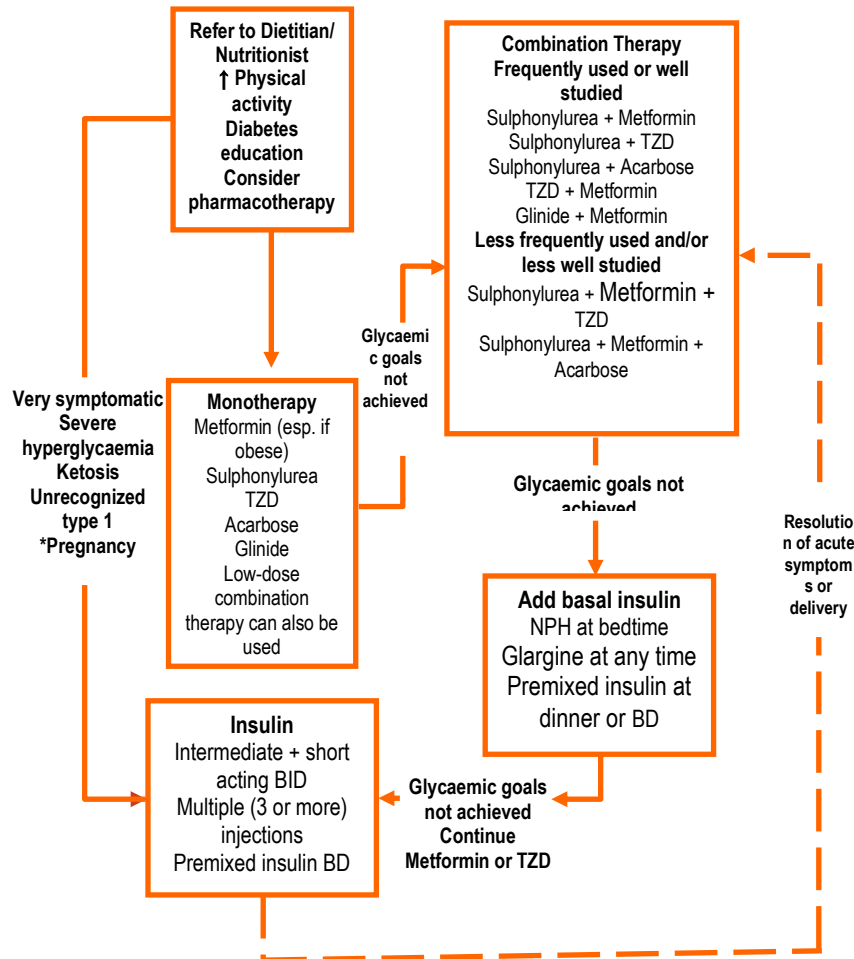 Refer to Dietitian/
Nutritionist
↑ Physical
activity
Diabetes
education
Consider
pharmacotherapy
Combination Therapy
Frequently used or well
studied
Sulphonylurea + Metformin
Sulphonylurea + TZD
Sulphonylurea + Acarbose
TZD + Metformin
Glinide + Metformin
Less frequently used and/or
less well studied
Sulphonylurea + Metformin +
TZD
Sulphonylurea + Metformin +
Acarbose
Glycaemi
c goals
not
achieved
Very symptomatic
Severe
hyperglycaemia
Ketosis
Unrecognized
type 1
*Pregnancy
Monotherapy
Metformin (esp. if
obese)
Sulphonylurea
TZD
Acarbose
Glinide
Low-dose
combination
therapy can also be
used
Glycaemic goals not
achieved
Resolutio
n of acute
symptom
s or
delivery
Add basal insulin
NPH at bedtime
Glargine at any time
Premixed insulin at
dinner or BD
Insulin
Intermediate + short
acting BID
Multiple (3 or more)
injections
Premixed insulin BD
Glycaemic goals
not achieved
Continue
Metformin or TZD